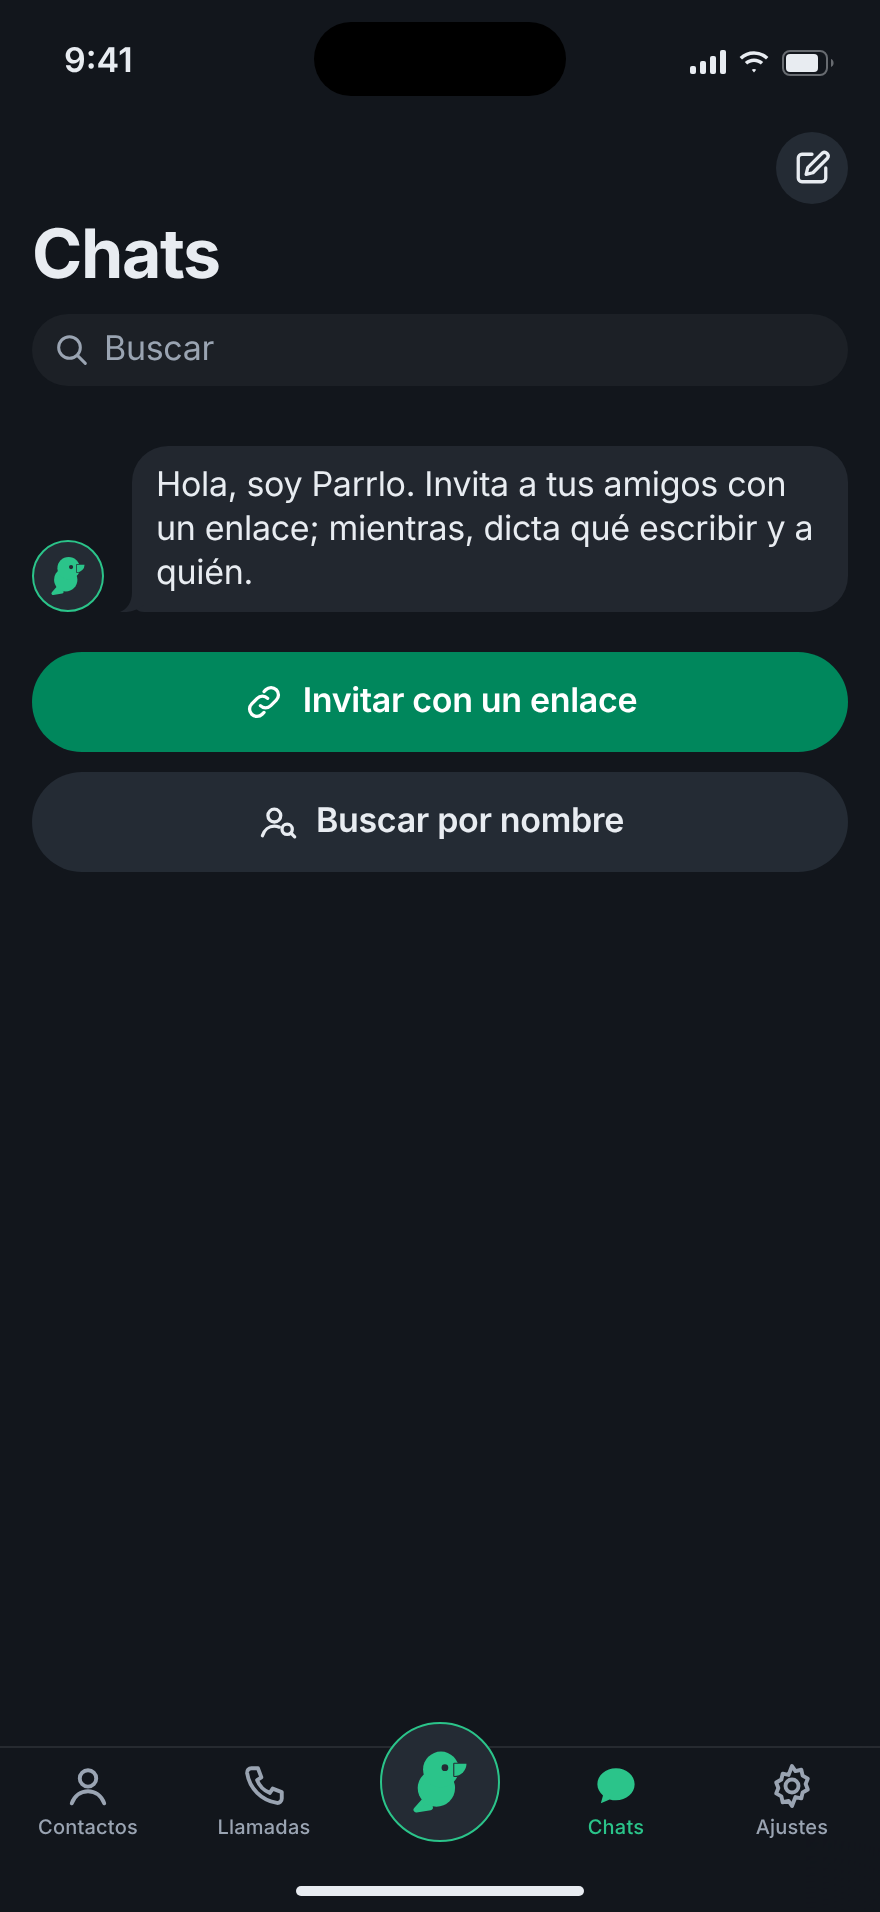 9:41
Chats
Buscar
Hola, soy Parrlo. Invita a tus amigos con
un enlace; mientras, dicta qué escribir y a
quién.
Invitar con un enlace
Buscar por nombre
Contactos
Llamadas
Chats
Ajustes